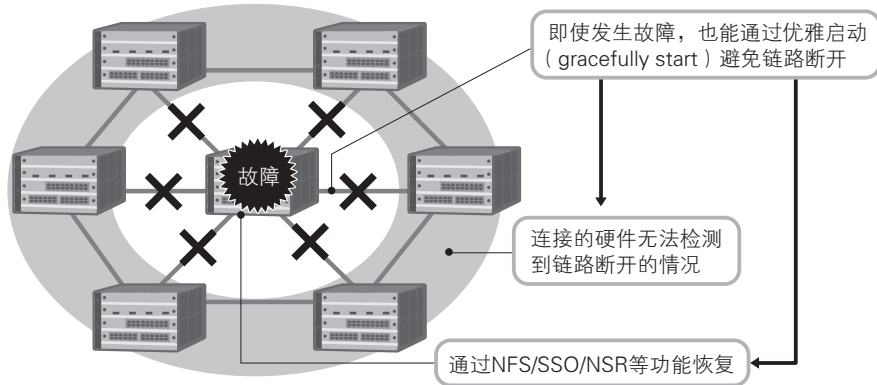 即使发生故障，也能通过优雅启动
（gracefully start）避免链路断开
故障
连接的硬件无法检测
到链路断开的情况
通过NFS/SSO/NSR等功能恢复